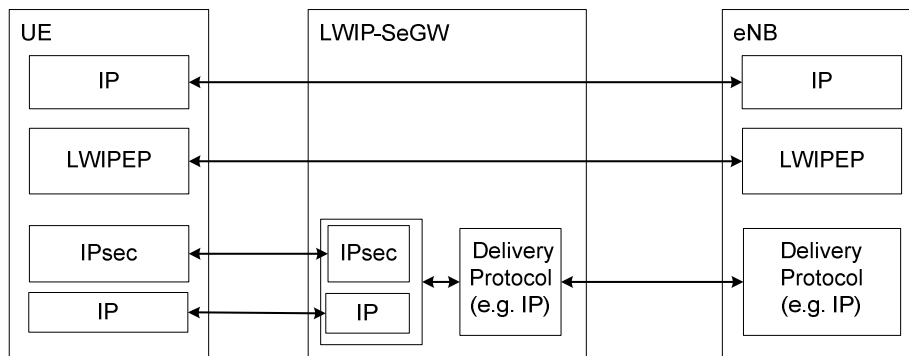 UE
LWIP-SeGW
eNB
IP
IP
LWIPEP
LWIPEP
IPsec
IPsec
Delivery
Protocol
(e.g. IP)
Delivery
Protocol
(e.g. IP)
IP
IP